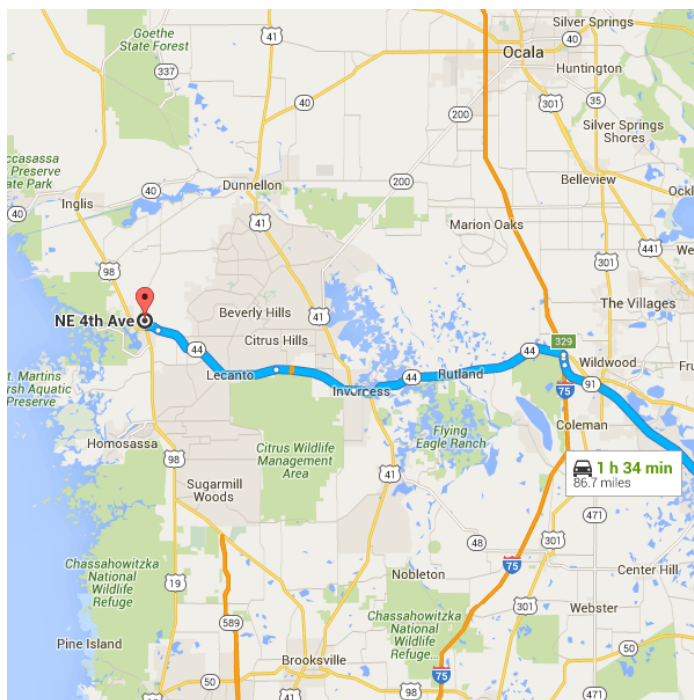 Goethe
State Forest
41
Silver Springs
40
Ocala
Huntington
337
40
301
35
200
Silver Springs
Shores
ccasassa
Preserve
ate Park
40
Dunnellon
200
Belleview
Ockl
40
Inglis
41
Marion Oaks
441
We
98
301
The Villages
NE 4th Ave
Beverly Hills
41
Citrus Hills
44
329
44
Wildwood
Lecanto
44
Rutland
Fru
t. Martins
rsh Aquatic
Preserve
Inverness
75
91
Flying
Eagle Ranch
Coleman
Homosassa
Citrus Wildlife
Management
Area
98
41
1 h 34 min
86.7 miles
Sugarmill
Woods
471
48
301
Chassahowitzka
National
Wildlife
Refuge
19
75
Center Hill
Nobleton
301
471
589
Chassahowitzka
National
Wildlife
Refuge...
Webster
Pine Island
50
50
Brooksville
50
41
98
75
471